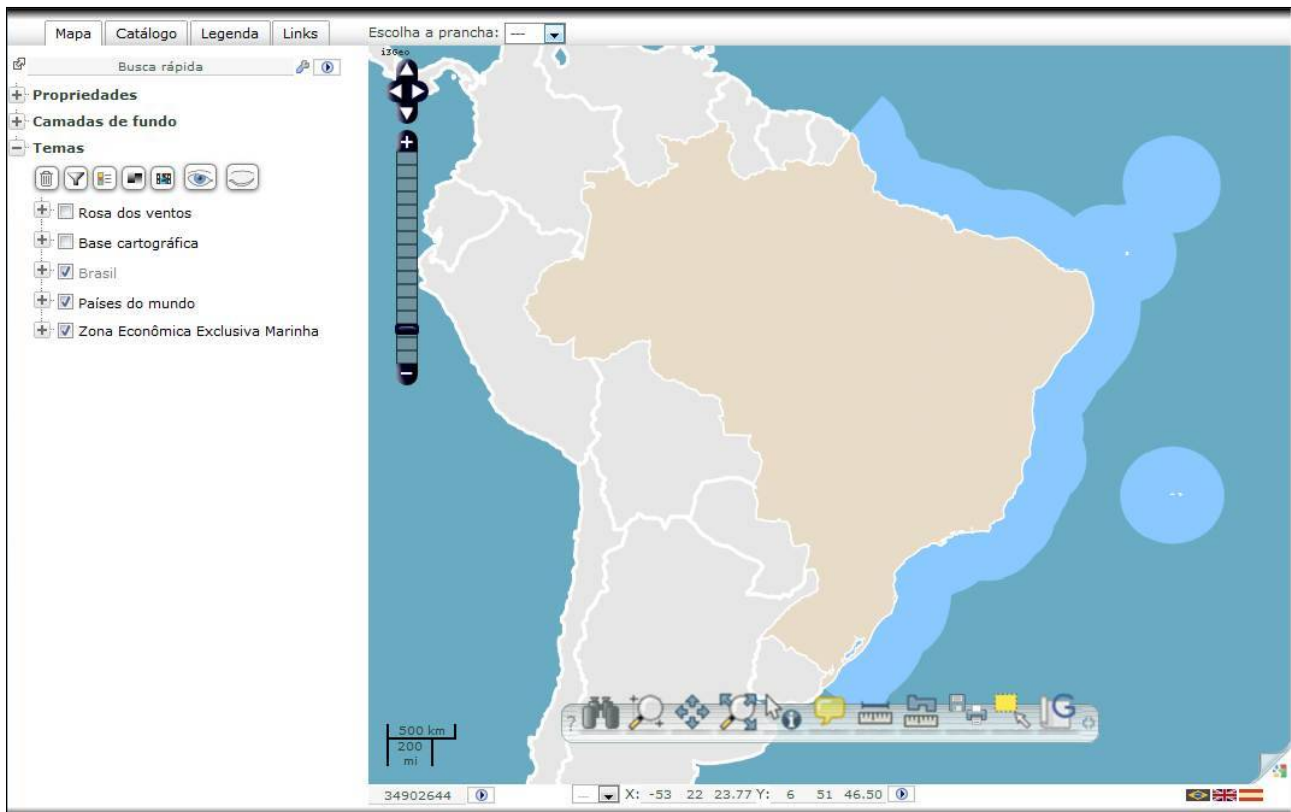 Mapa Catálogo Legenda Links Escolha a prancha: ---
Busca rápida
i3Geo
Propriedades
Camadas de fundo
Temas
Rosa dos ventos
Base cartográfica
Brasil
Países do mundo
Zona Econômica Exclusiva Marinha
? G
500 km
200
mi
34902644 --- X: -53 22 23.77 Y: 6 51 46.50